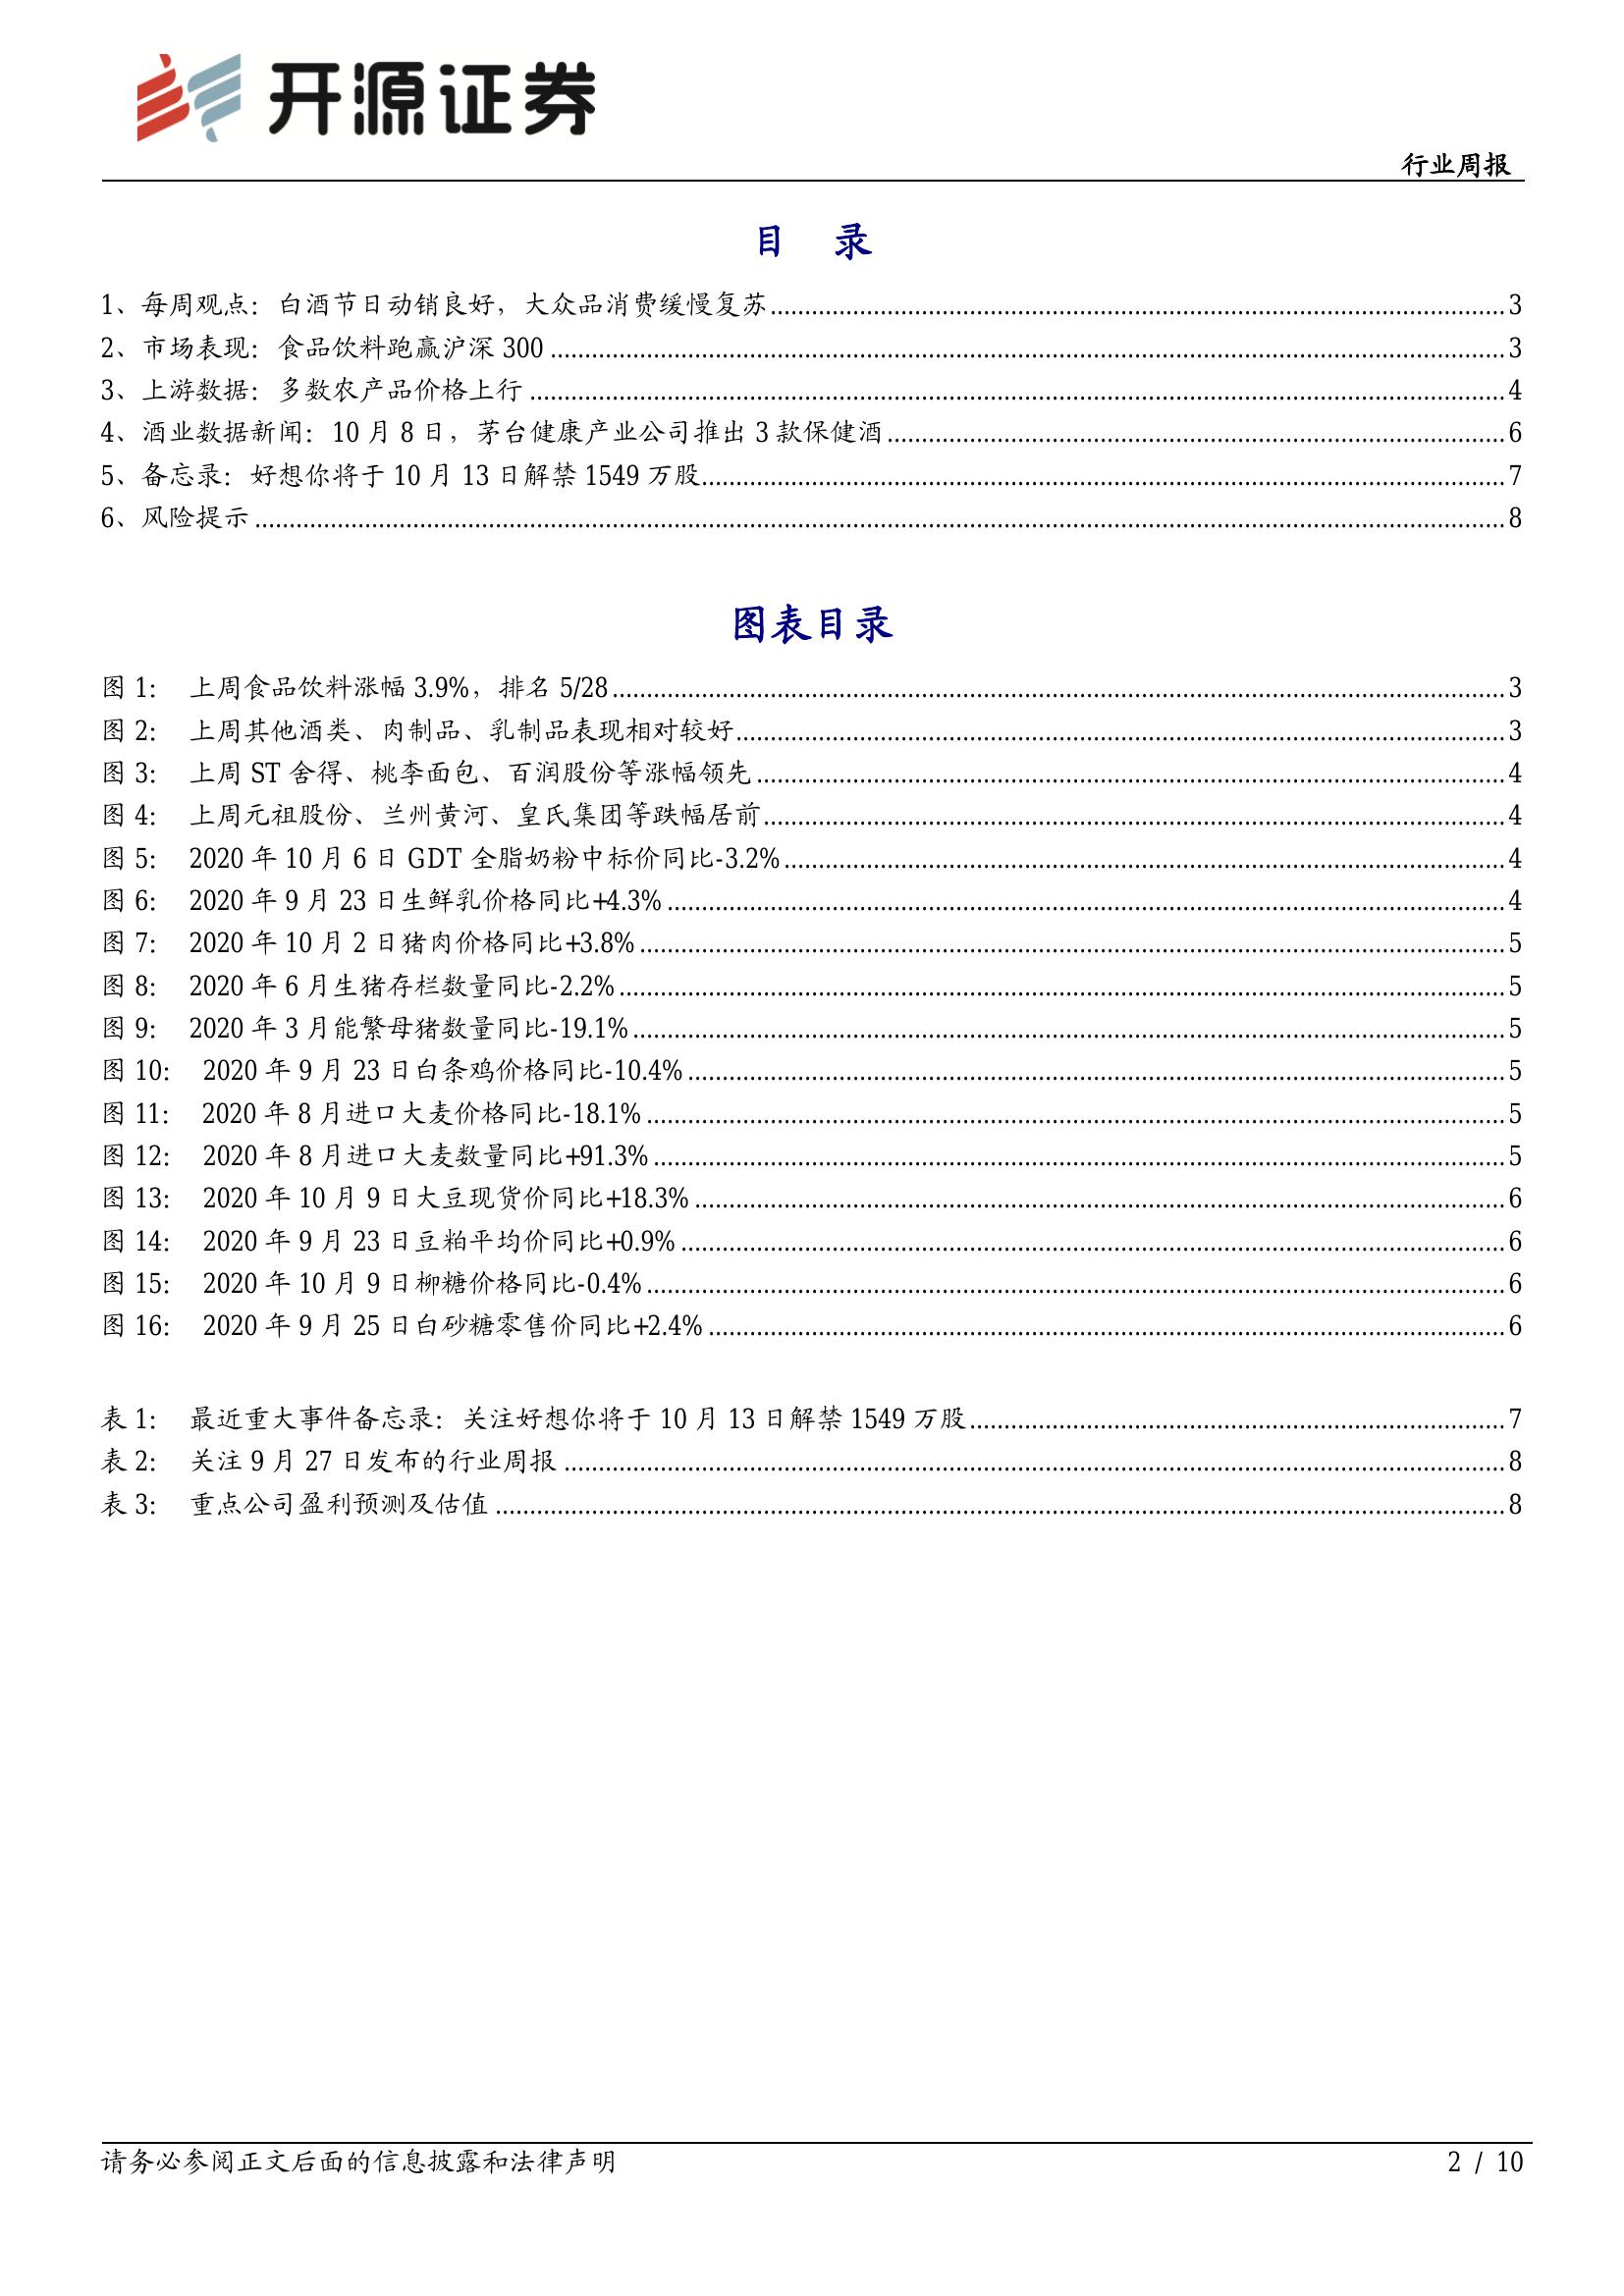 开源证券
行业周报
目 录
1、每周观点：白酒节日动销良好，大众品消费缓慢复苏 3
2、市场表现：食品饮料跑赢沪深 300 3
3、上游数据：多数农产品价格上行 4
4、酒业数据新闻：10 月 8 日，茅台健康产业公司推出 3 款保健酒 6
5、备忘录：好想你将于 10 月 13 日解禁 1549 万股 7
6、风险提示 8
图表目录
图 1： 上周食品饮料涨幅 3.9%，排名 5/28 3
图 2： 上周其他酒类、肉制品、乳制品表现相对较好 3
图 3： 上周 ST 舍得、桃李面包、百润股份等涨幅领先 4
图 4： 上周元祖股份、兰州黄河、皇氏集团等跌幅居前 4
图 5： 2020 年 10 月 6 日 GDT 全脂奶粉中标价同比-3.2% 4
图 6： 2020 年 9 月 23 日生鲜乳价格同比+4.3% 4
图 7： 2020 年 10 月 2 日猪肉价格同比+3.8% 5
图 8： 2020 年 6 月生猪存栏数量同比-2.2% 5
图 9： 2020 年 3 月能繁母猪数量同比-19.1% 5
图 10： 2020 年 9 月 23 日白条鸡价格同比-10.4% 5
图 11： 2020 年 8 月进口大麦价格同比-18.1% 5
图 12： 2020 年 8 月进口大麦数量同比+91.3% 5
图 13： 2020 年 10 月 9 日大豆现货价同比+18.3% 6
图 14： 2020 年 9 月 23 日豆粕平均价同比+0.9% 6
图 15： 2020 年 10 月 9 日柳糖价格同比-0.4% 6
图 16： 2020 年 9 月 25 日白砂糖零售价同比+2.4% 6
表 1： 最近重大事件备忘录：关注好想你将于 10 月 13 日解禁 1549 万股 7
表 2： 关注 9 月 27 日发布的行业周报 8
表 3： 重点公司盈利预测及估值 8
请务必参阅正文后面的信息披露和法律声明 2 / 10